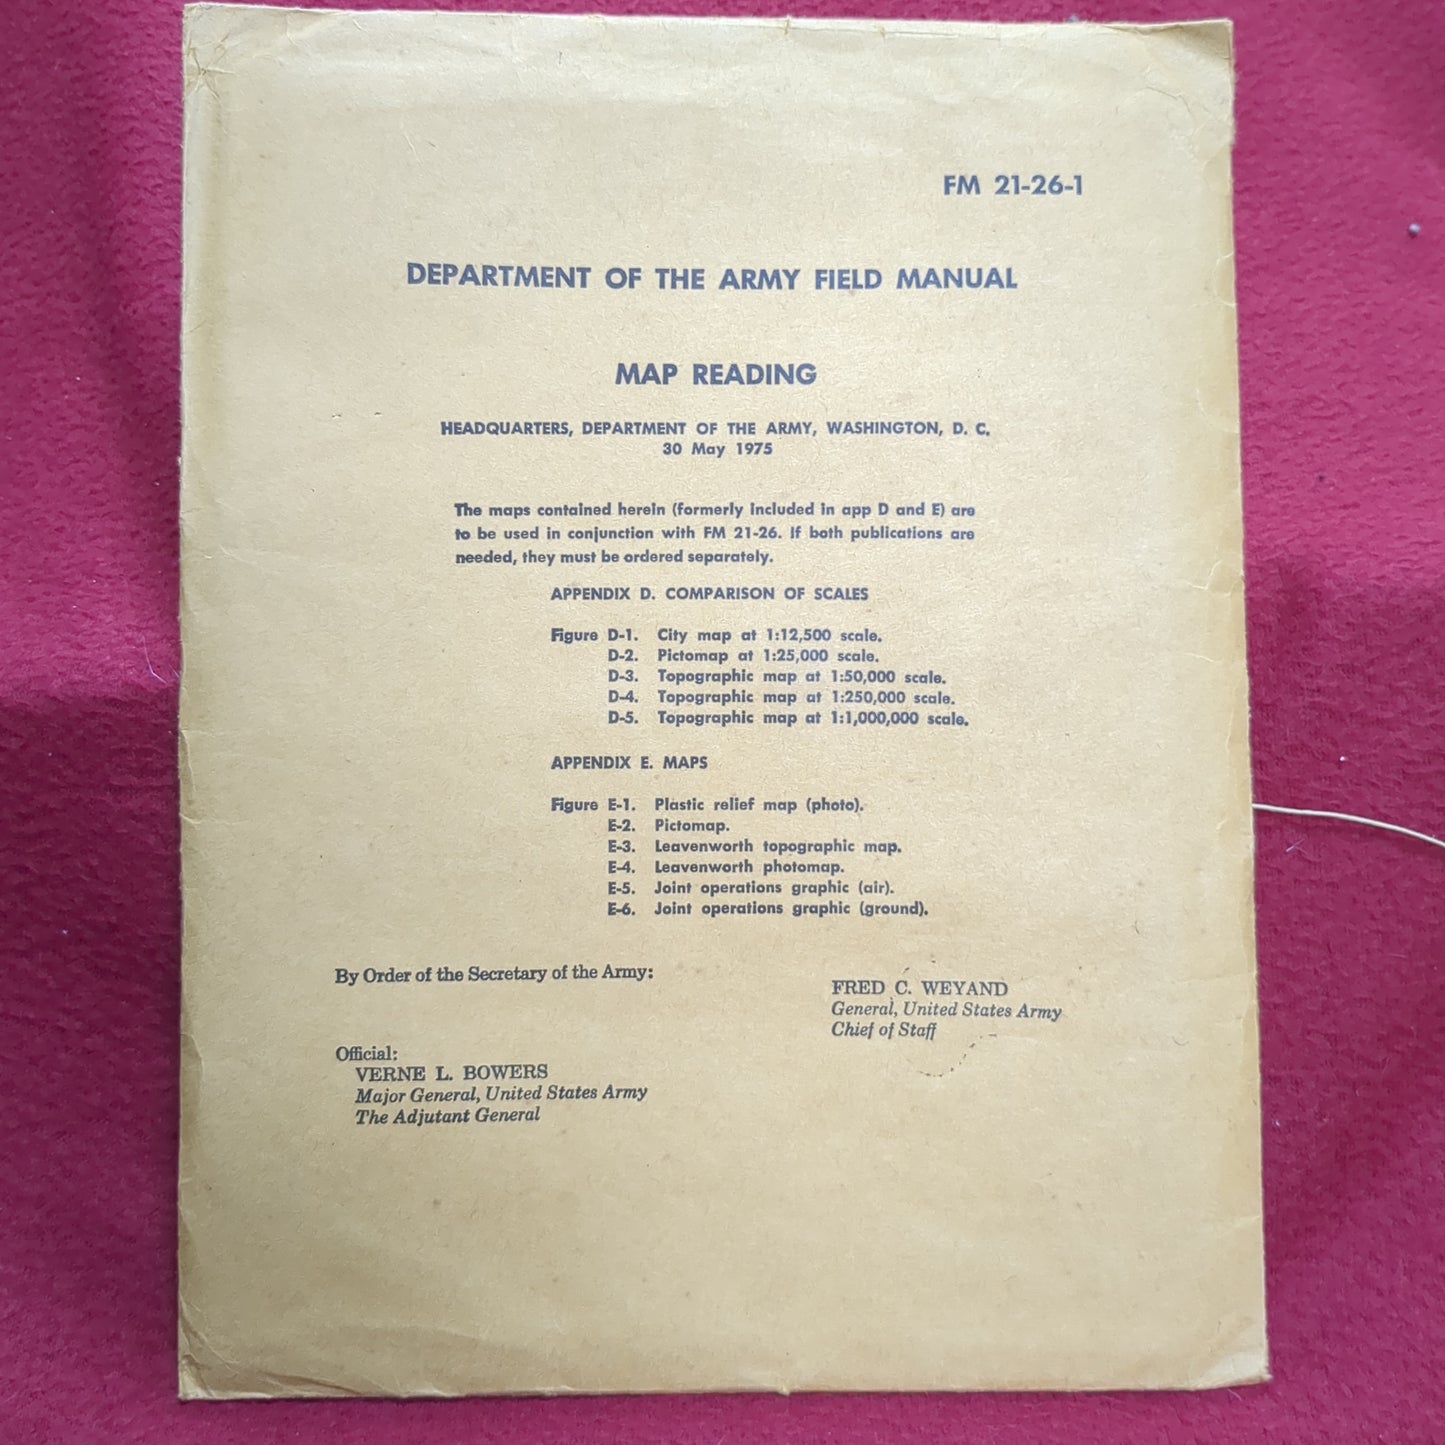 FM 21-26-1
DEPARTMENT OF THE ARMY FIELD MANUAL
MAP READING
HEADQUARTERS, DEPARTMENT OF THE ARMY, WASHINGTON, D. C.
30 May 1975
The maps contained herein (formerly included in app D and E) are
to be used in conjunction with FM 21-26. If both publications are
needed, they must be ordered separately.
APPENDIX D. COMPARISON OF SCALES
Figure D-1. City map at 1:12,500 scale.
D-2. Pictomap at 1:25,000 scale.
D-3. Topographic map at 1:50,000 scale.
D-4. Topographic map at 1:250,000 scale.
D-5. Topographic map at 1:1,000,000 scale.
APPENDIX E. MAPS
Figure E-1. Plastic relief map (photo).
E-2. Pictomap.
E-3. Leavenworth topographic map.
E-4. Leavenworth photomap.
E-5. Joint operations graphic (air).
E-6. Joint operations graphic (ground).
By Order of the Secretary of the Army:
FRED C. WEYAND
General, United States Army
Chief of Staff
Official:
VERNE L. BOWERS
Major General, United States Army
The Adjutant General